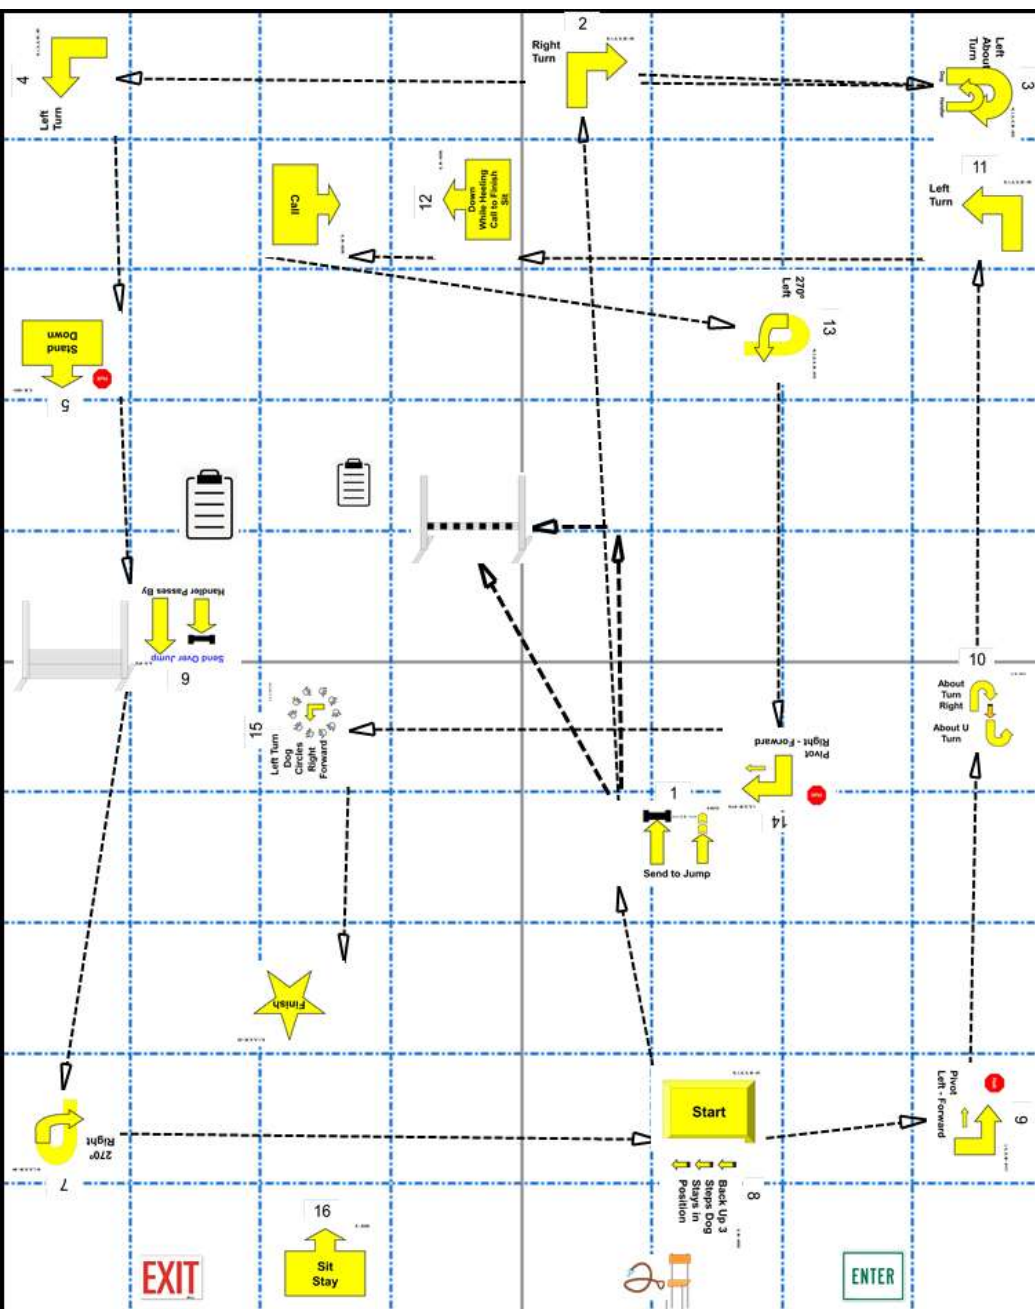 2
Right
Turn
3
Left
About
Turn
Dog
Handler
4
Left
Turn
11
Left
Turn
12
Down
While Heeling
Call to Finish
Sit
Call
13
270°
Left
Stand
Down
Halt
5
Handler Passes By
Send Over Jump
6
10
About
Turn
Right
About U
Turn
15
Left Turn
Dog
Circles
Right
Forward
Pivot
Right - Forward
14
1
Send to Jump
Finish
Start
Pivot
Left - Forward
9
270°
Right
7
Back Up 3
Steps Dog
Stays in
Position
8
16
Sit
Stay
EXIT
ENTER